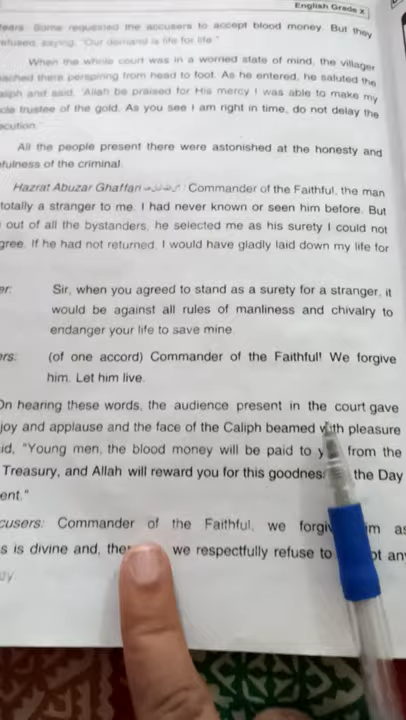 English Grade X
fears. Some requested the accusers to accept blood money. But they
refused, saying, "Our demand is life for life."
When the whole court was in a worried state of mind, the villager
reached there perspiring from head to foot. As he entered, he saluted the
Caliph and said, "Allah be praised for His mercy I was able to make my
trustee of the gold. As you see I am right in time, do not delay the
All the people present there were astonished at the honesty and
of the criminal.
Hazrat Abuzar Ghaffari : Commander of the Faithful, the man
totally a stranger to me. I had never known or seen him before. But
out of all the bystanders, he selected me as his surety I could not
gree. If he had not returned, I would have gladly laid down my life for
er: Sir, when you agreed to stand as a surety for a stranger, it
would be against all rules of manliness and chivalry to
endanger your life to save mine.
ers: (of one accord) Commander of the Faithful! We forgive
him. Let him live.
On hearing these words, the audience present in the court gave
joy and applause and the face of the Caliph beamed with pleasure
id, "Young men, the blood money will be paid to y from the
Treasury, and Allah will reward you for this goodness the Day
ent."
cusers: Commander of the Faithful, we forgiv im as
s is divine and, we respectfully refuse to an